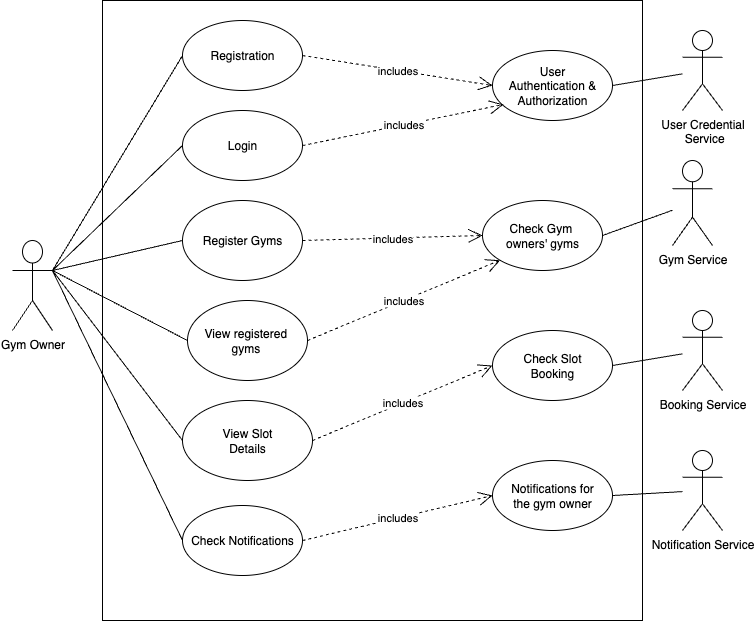 Registration
includes
User
Authentication &
Authorization
User Credential
Service
Login
includes
Register Gyms
includes
Check Gym
owners' gyms
Gym Service
Gym Owner
View registered
gyms
includes
Check Slot
Booking
Booking Service
View Slot
Details
includes
Notifications for
the gym owner
Notification Service
Check Notifications
includes